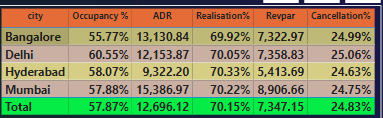 city Occupancy % ADR Realisation% Revpar Cancellation%
Bangalore 55.77% 13,130.84 69.92% 7,322.97 24.99%
Delhi 60.55% 12,153.87 70.05% 7,358.83 25.06%
Hyderabad 58.07% 9,322.20 70.33% 5,413.69 24.63%
Mumbai 57.88% 15,386.97 70.22% 8,906.66 24.75%
Total 57.87% 12,696.12 70.15% 7,347.15 24.83%